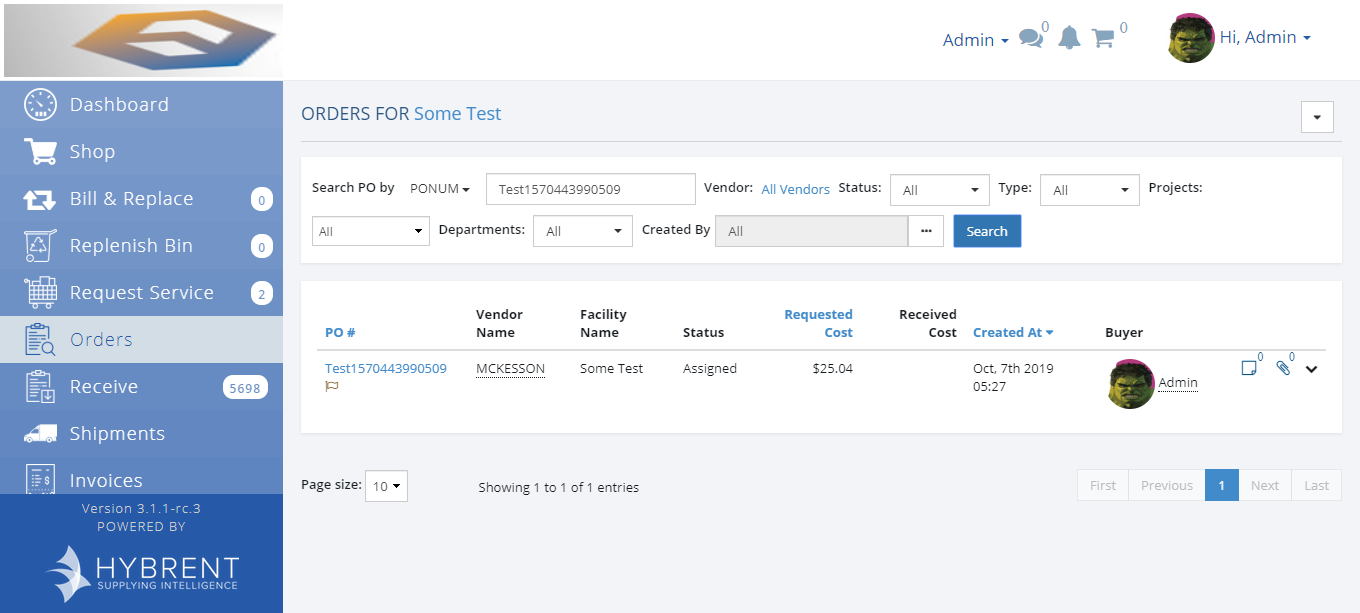 Admin 0 0 Hi, Admin
Dashboard
Shop
Bill & Replace 0
Replenish Bin 0
Request Service 2
Orders
Receive 5698
Shipments
Invoices
Version 3.1.1-rc.3
POWERED BY
HYBRENT
SUPPLYING INTELLIGENCE
ORDERS FOR Some Test
Search PO by PONUM Test1570443990509 Vendor: All Vendors Status: All Type: All Projects:
All Departments: All Created By All ... Search
PO # Vendor Name Facility Name Status Requested Cost Received Cost Created At Buyer
Test1570443990509 MCKESSON Some Test Assigned $25.04 Oct, 7th 2019 05:27 Admin 0 0
Page size: 10 Showing 1 to 1 of 1 entries First Previous 1 Next Last